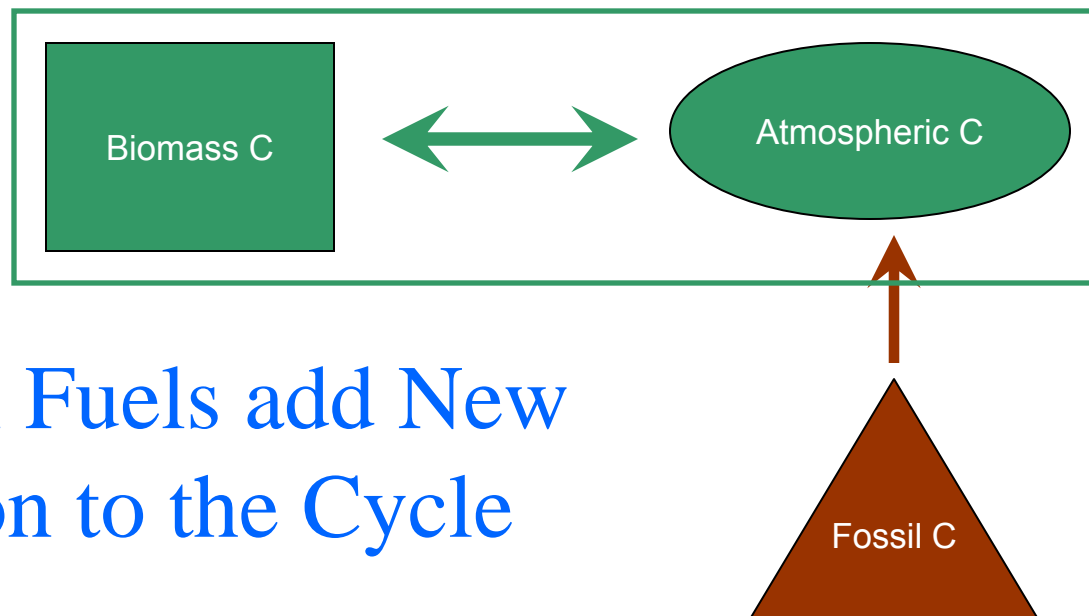 Biomass C
Atmospheric C
Fuels add New
on to the Cycle
Fossil C